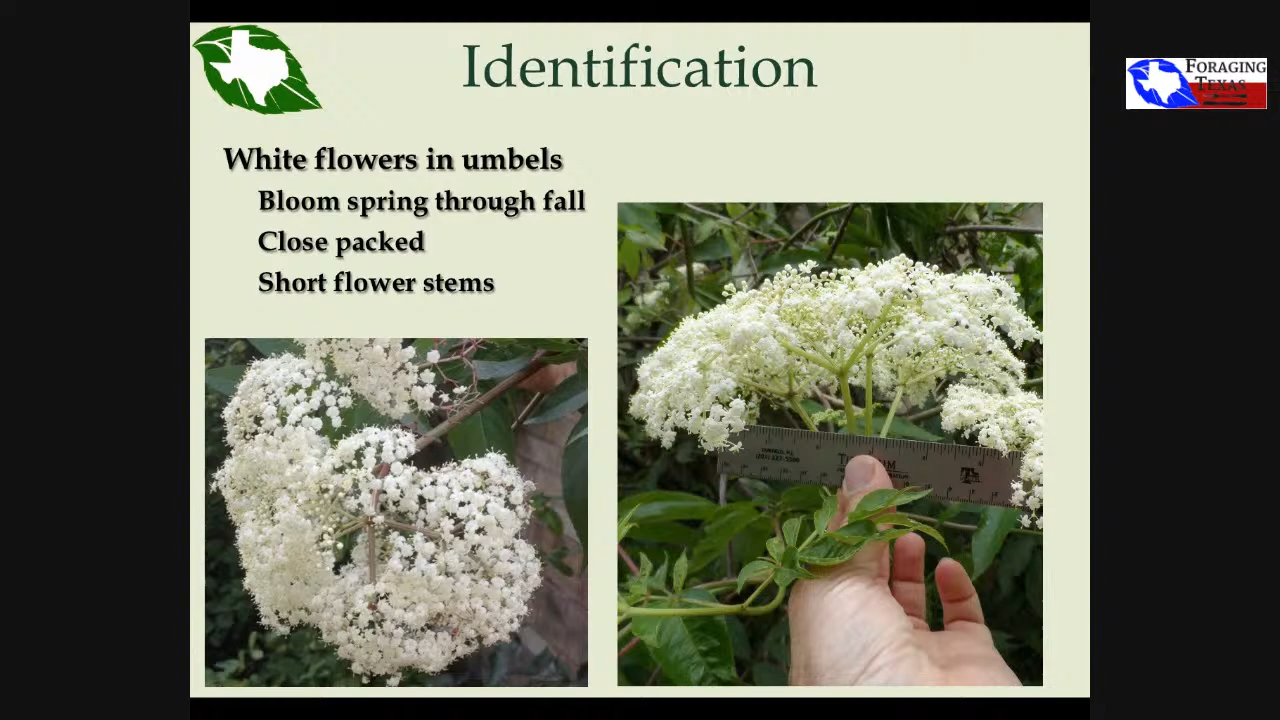 Identification
FORAGING
TEXAS
White flowers in umbels
Bloom spring through fall
Close packed
Short flower stems